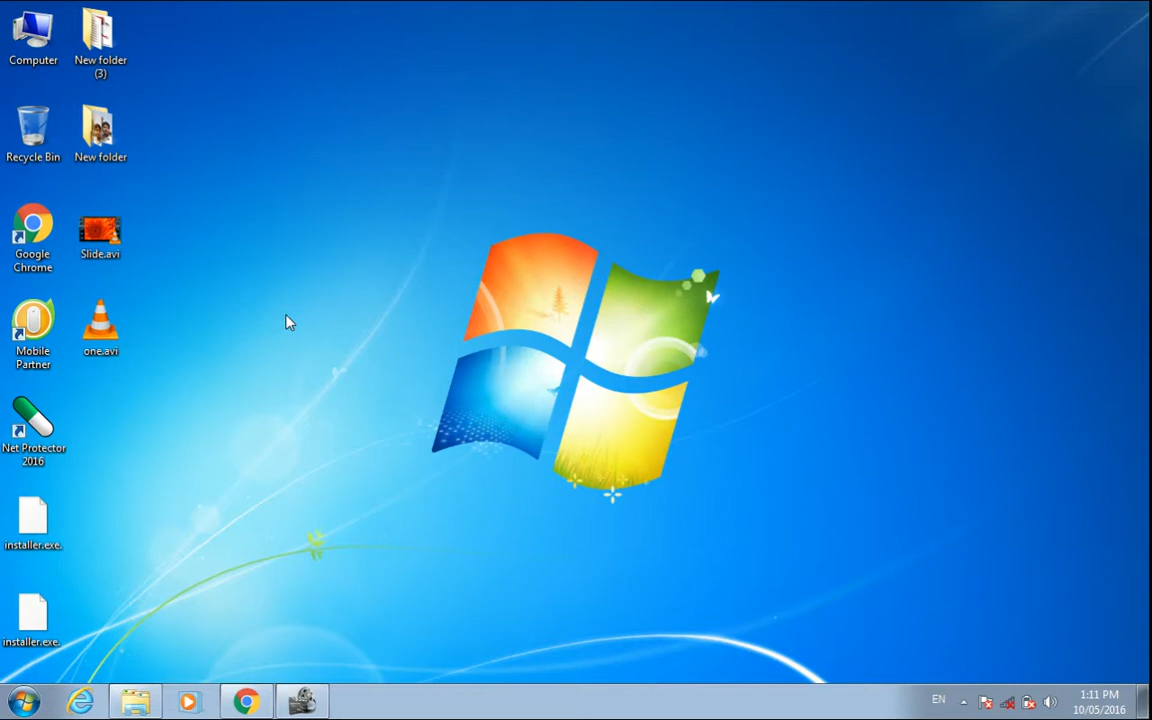 Computer
New folder
(3)
Recycle Bin
New folder
Google
Chrome
Slide.avi
Mobile
Partner
one.avi
Net Protector
2016
installer.exe.
installer.exe.
EN
1:11 PM
10/05/2016